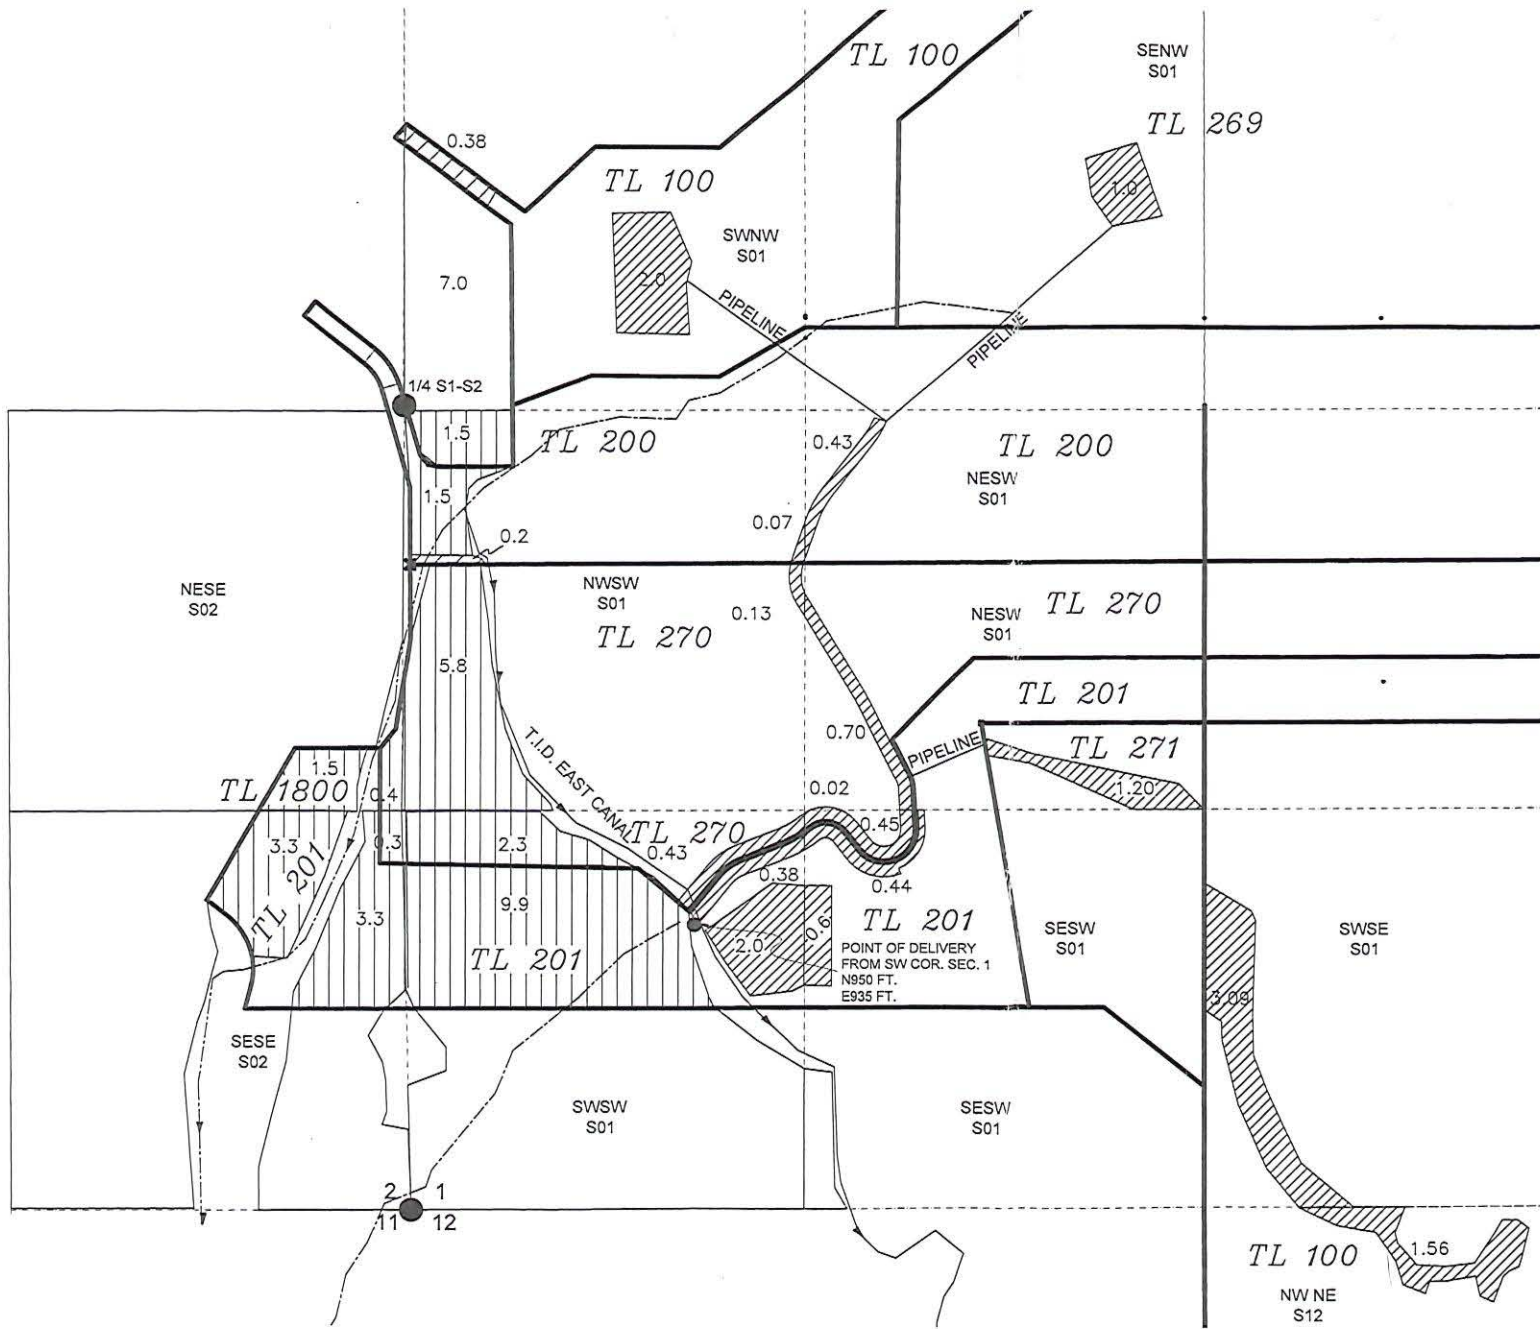 TL 100
SENW
S01
TL 269
0.38
TL 100
1.0
SWNW
S01
7.0
2.0
PIPELINE
PIPELINE
1/4 S1-S2
1.5
TL 200
0.43
TL 200
NESW
S01
1.5
0.07
0.2
NESE
S02
NWSW
S01
0.13
TL 270
NESW
S01
TL 270
5.8
TL 201
0.70
T.I.D. EAST CANAL
PIPELINE
TL 271
1.5
TL 1800
0.4
0.02
1.20
0.45
TL 270
3.3
0.3
2.3
0.43
0.38
0.44
TL 201
3.3
9.9
TL 201
0.6
2.0
TL 201
POINT OF DELIVERY
FROM SW COR. SEC. 1
N950 FT.
E935 FT.
SESW
S01
SWSE
S01
3.09
SESE
S02
SWSW
S01
SESW
S01
2 1
11 12
TL 100
1.56
NW NE
S12